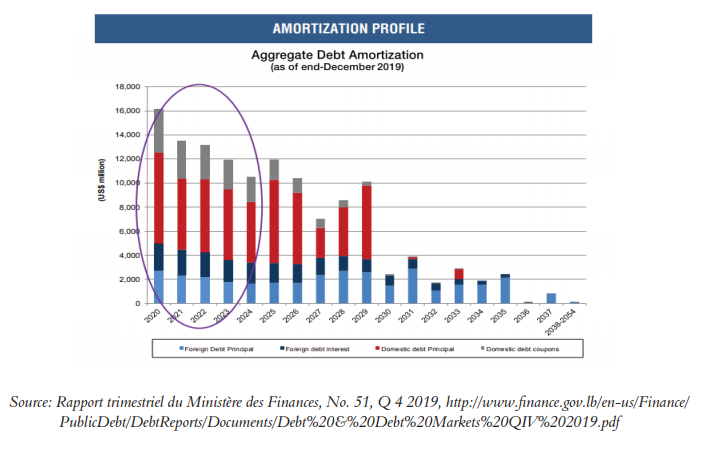 AMORTIZATION PROFILE
Aggregate Debt Amortization
(as of end-December 2019)
(US$ million)
18,000
16,000
14,000
12,000
10,000
8,000
6,000
4,000
2,000
0
2020 2021 2022 2023 2024 2025 2026 2027 2028 2029 2030 2031 2032 2033 2034 2035 2036 2037 2038-2054
Foreign Debt Principal Foreign debt interest Domestic debt Principal Domestic debt coupons
Source: Rapport trimestriel du Ministère des Finances, No. 51, Q 4 2019, http://www.finance.gov.lb/en-us/Finance/
PublicDebt/DebtReports/Documents/Debt%20&%20Debt%20Markets%20QIV%202019.pdf